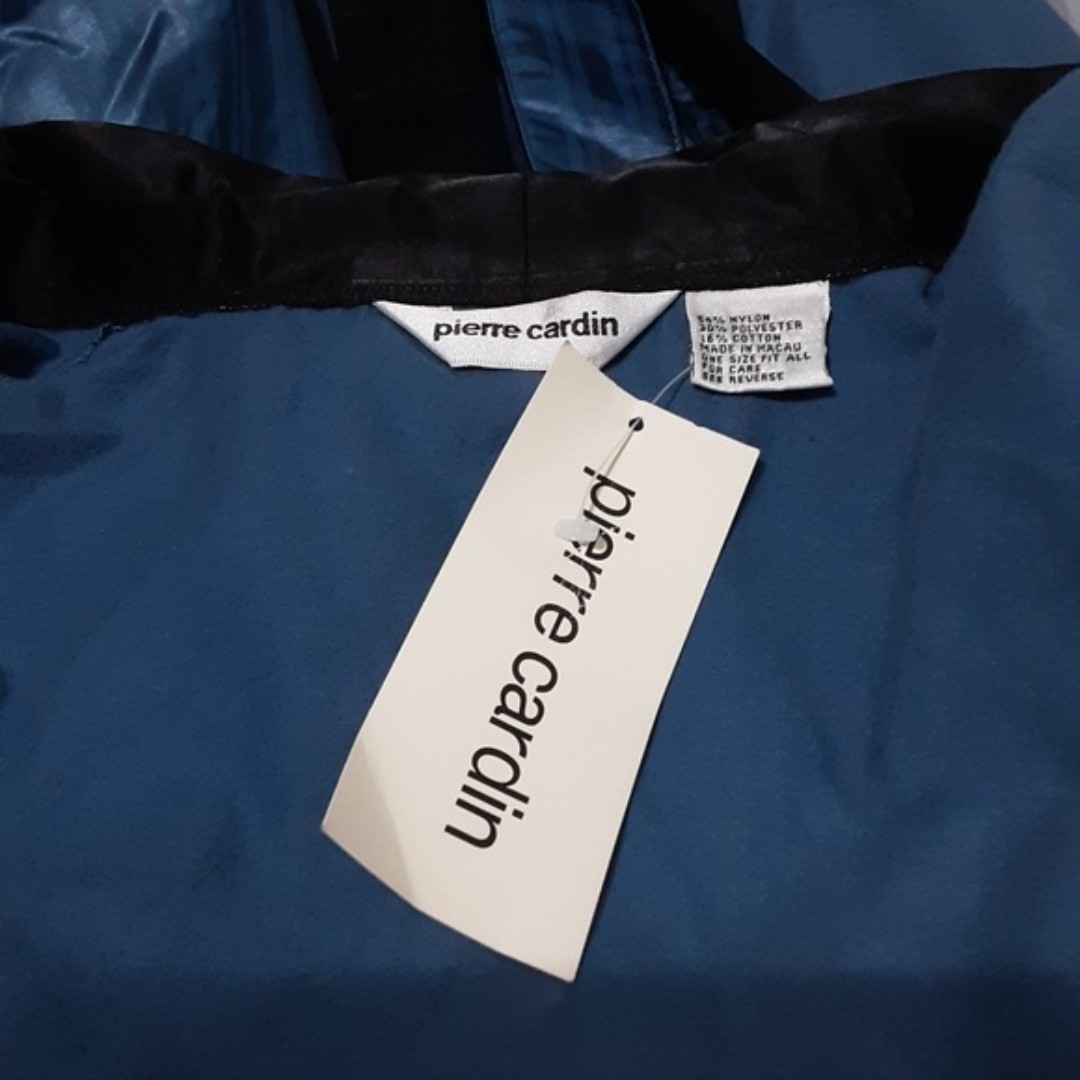 pierre cardin
54% NYLON
30% POLYESTER
16% COTTON
MADE IN MACAU
ONE SIZE FIT ALL
FOR CARE
SEE REVERSE
pierre cardin